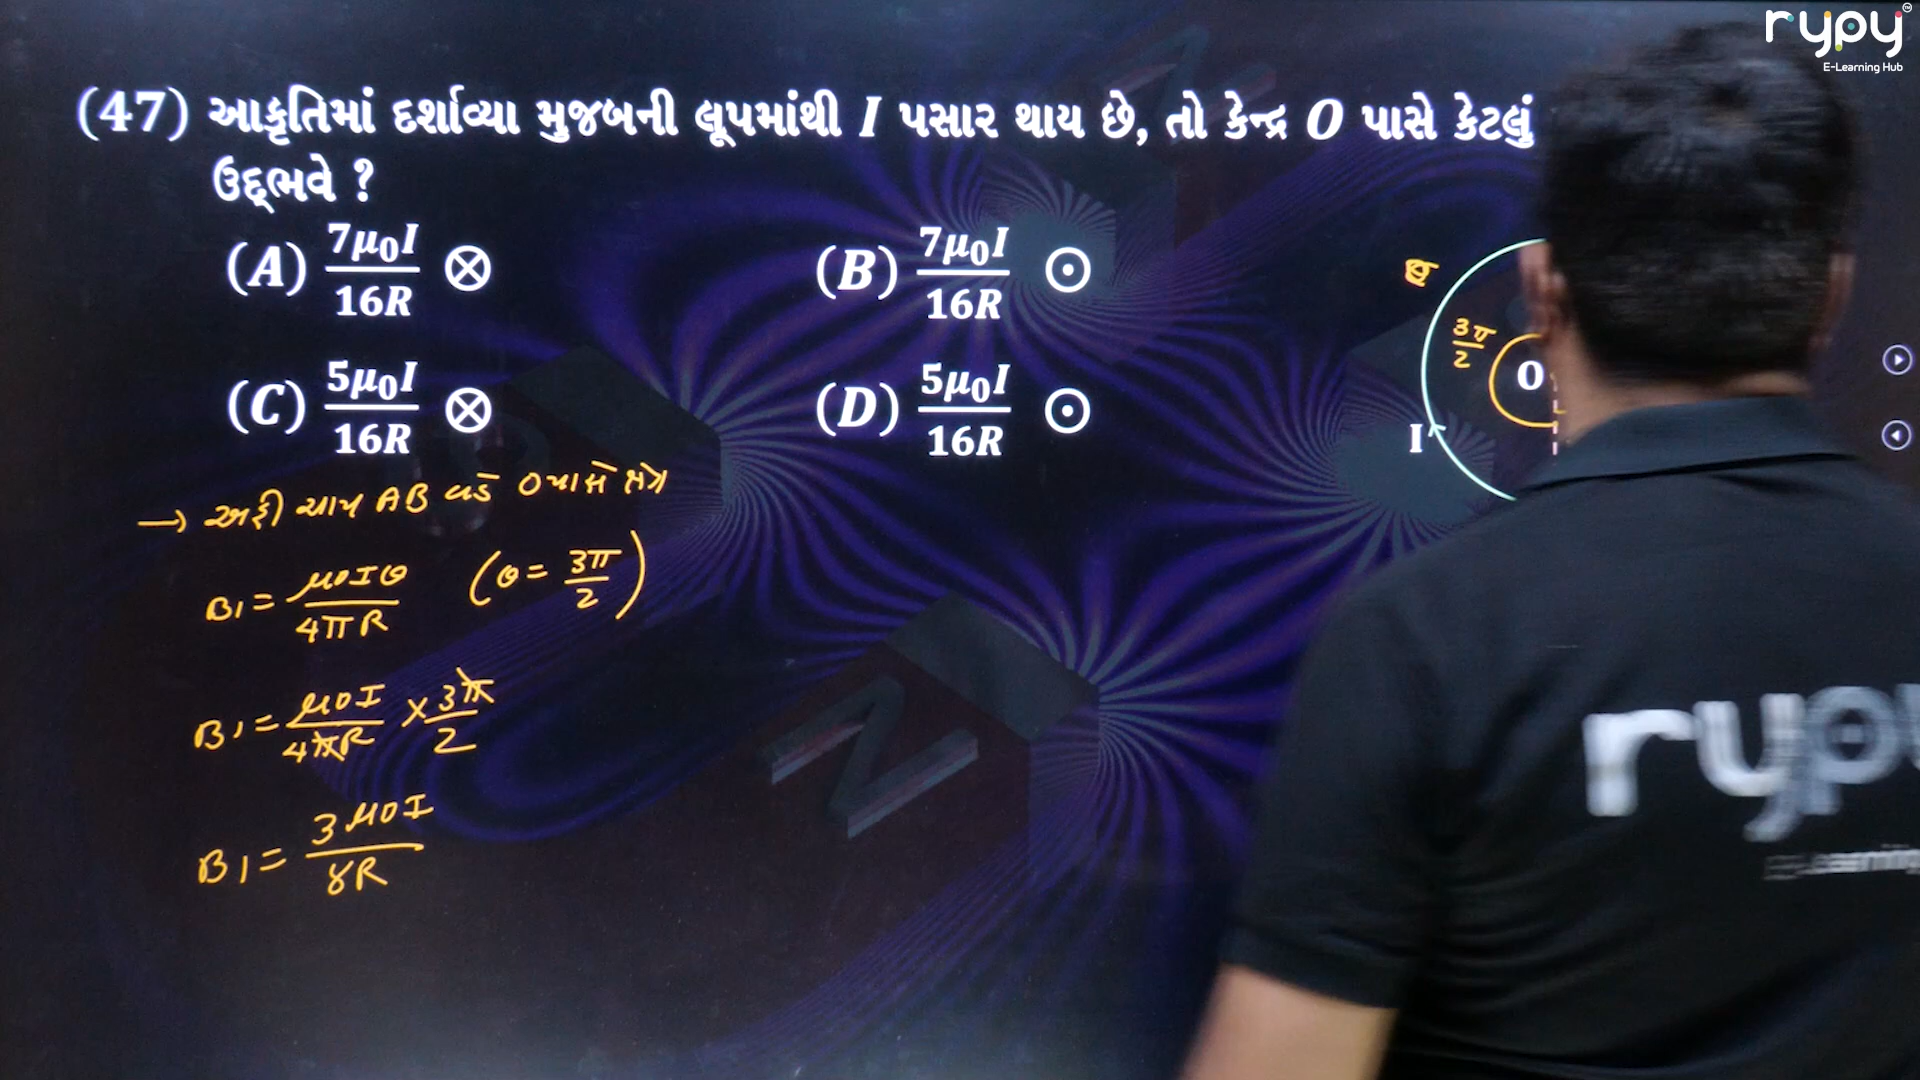 rypy
E-Learning Hub
(47) આકૃતિમાં દર્શાવ્યા મુજબની લૂપમાંથી I પસાર થાય છે, તો કેન્દ્ર O પાસે કેટલું
ઉદ્ભવે ?
(A) 7μ₀I/16R ⊗
(B) 7μ₀I/16R ⊙
(C) 5μ₀I/16R ⊗
(D) 5μ₀I/16R ⊙
3π/2
O
I
→ અહી ચાપ AB વડે O પાસે ક્ષેત્ર
B1 = μ0Iθ/4πR (θ = 3π/2)
B1 = μ0I/4πR × 3π/2
B1 = 3μ0I/8R
rypy